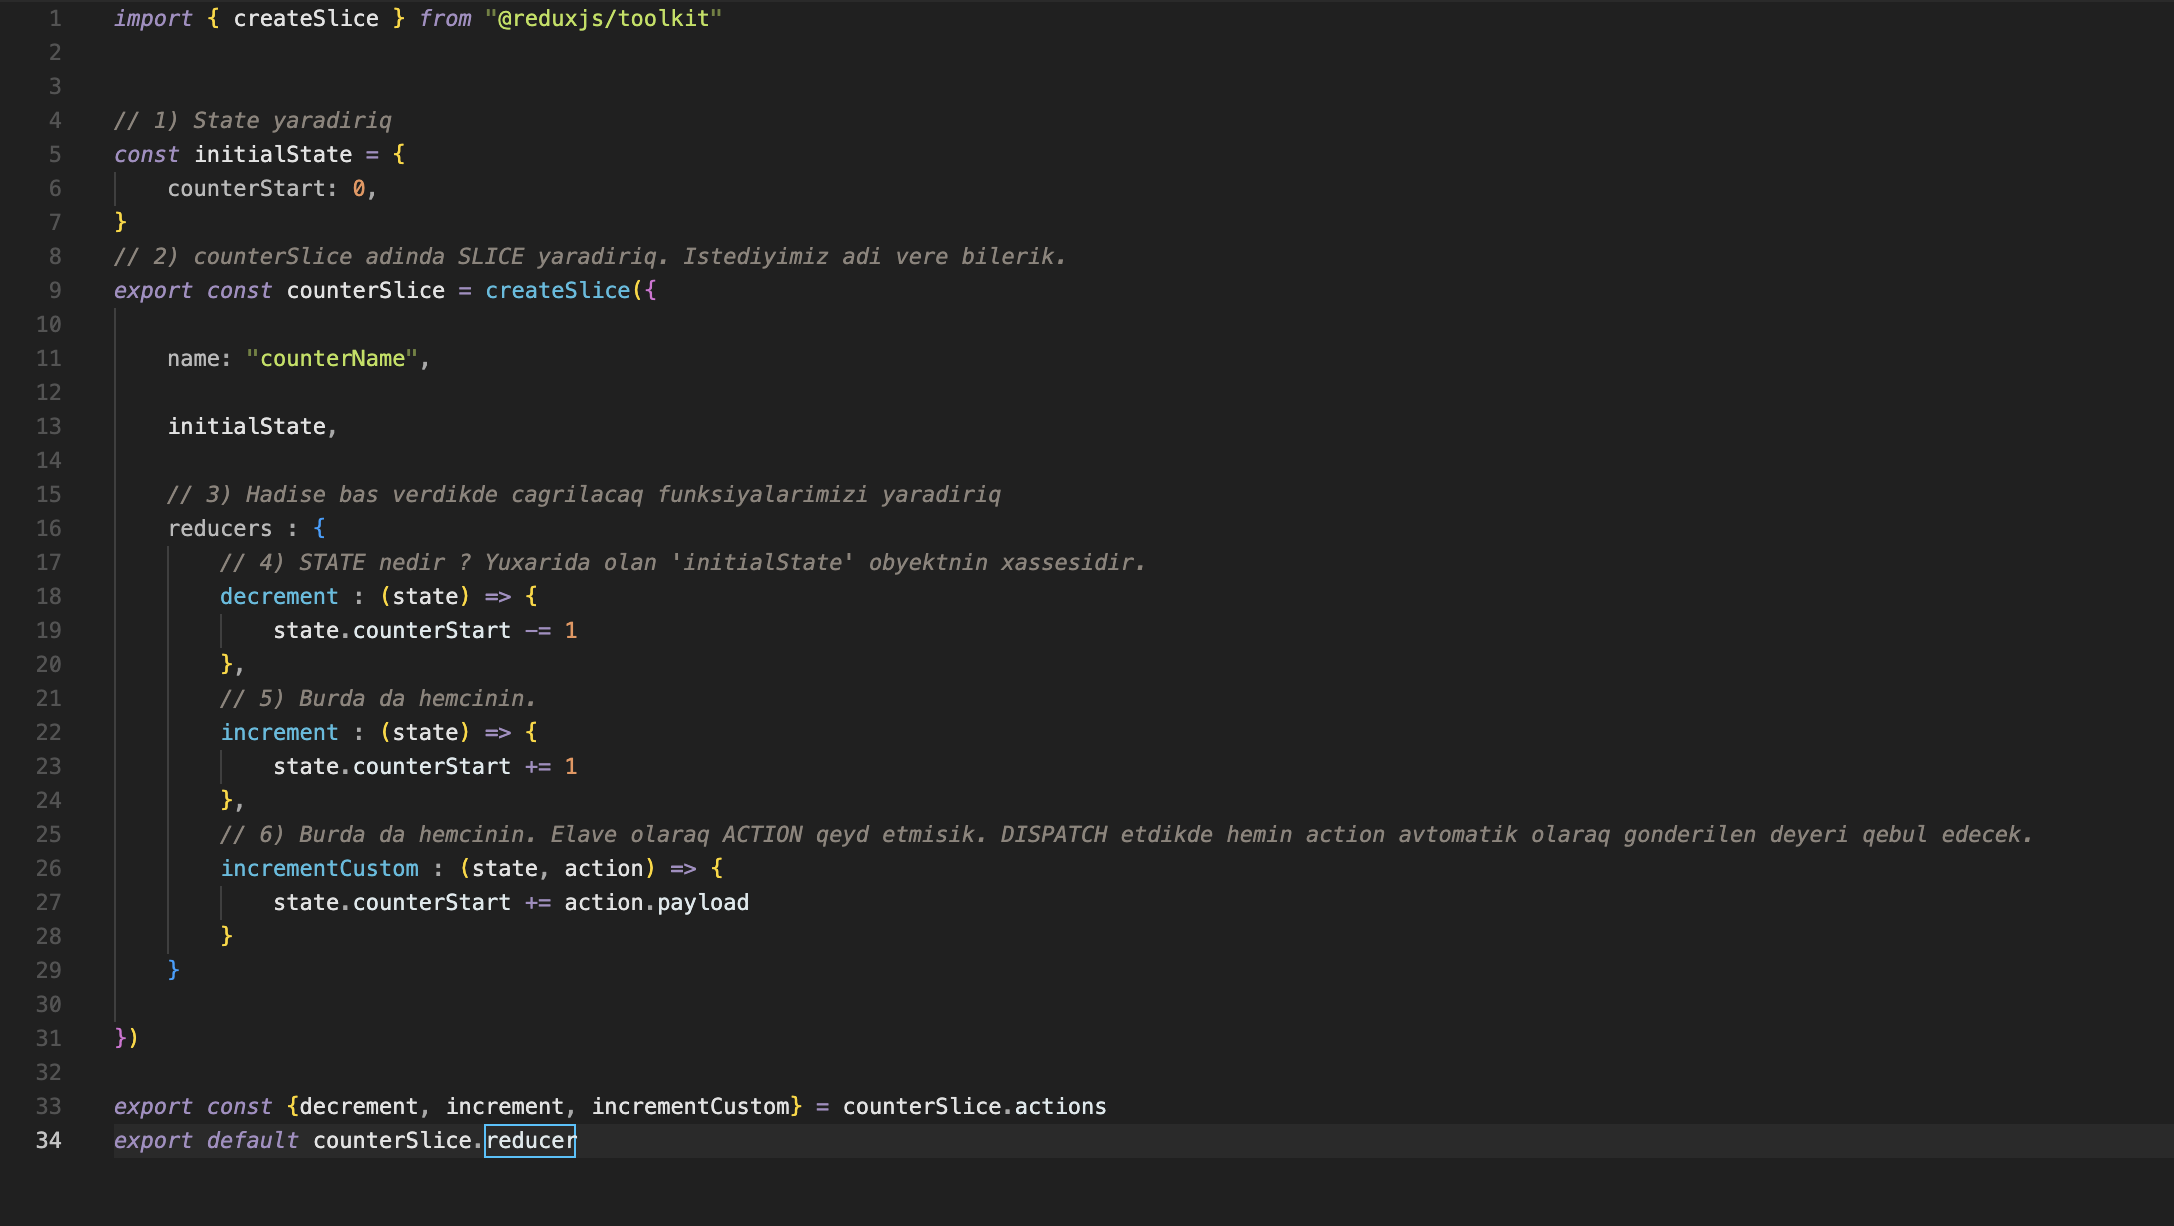 1 import { createSlice } from "@reduxjs/toolkit"
2
3
4 // 1) State yaradiriq
5 const initialState = {
6     counterStart: 0,
7 }
8 // 2) counterSlice adinda SLICE yaradiriq. Istediyimiz adi vere bilerik.
9 export const counterSlice = createSlice({
10
11     name: "counterName",
12
13     initialState,
14
15     // 3) Hadise bas verdikde cagrilacaq funksiyalarimizi yaradiriq
16     reducers : {
17         // 4) STATE nedir ? Yuxarida olan 'initialState' obyektnin xassesidir.
18         decrement : (state) => {
19             state.counterStart -= 1
20         },
21         // 5) Burda da hemcinin.
22         increment : (state) => {
23             state.counterStart += 1
24         },
25         // 6) Burda da hemcinin. Elave olaraq ACTION qeyd etmisik. DISPATCH etdikde hemin action avtomatik olaraq gonderilen deyeri qebul edecek.
26         incrementCustom : (state, action) => {
27             state.counterStart += action.payload
28         }
29     }
30
31 })
32
33 export const {decrement, increment, incrementCustom} = counterSlice.actions
34 export default counterSlice.reducer